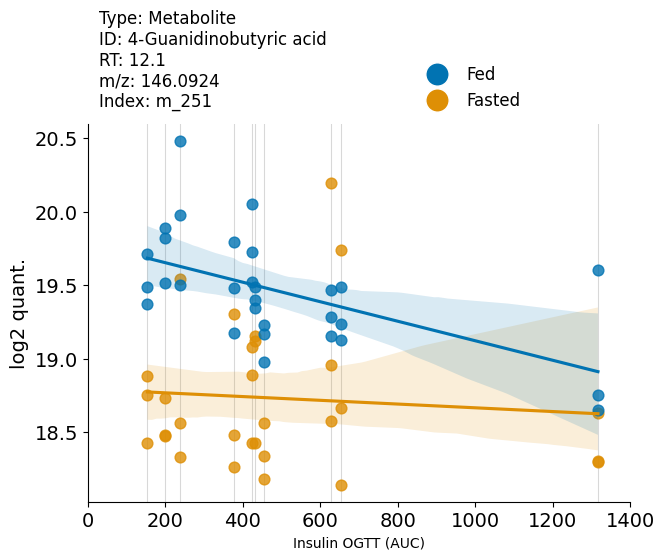 Type: Metabolite
ID: 4-Guanidinobutyric acid
RT: 12.1
m/z: 146.0924
Index: m_251
Fed
Fasted
20.5
20.0
19.5
19.0
18.5
log2 quant.
0 200 400 600 800 1000 1200 1400
Insulin OGTT (AUC)